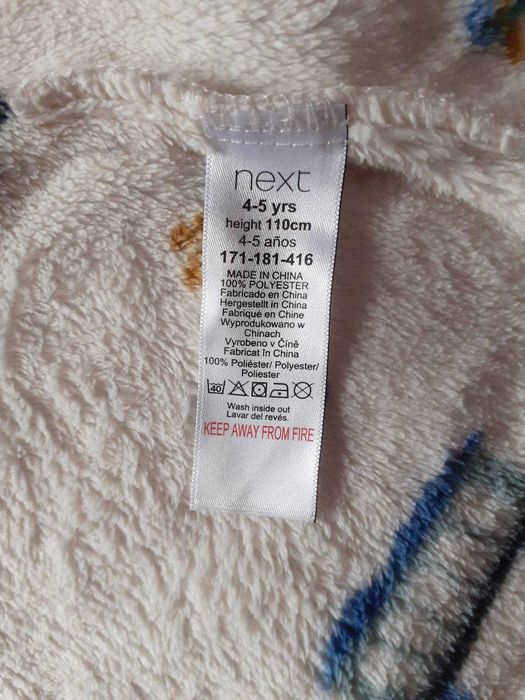 next
4-5 yrs
height 110cm
4-5 años
171-181-416
MADE IN CHINA
100% POLYESTER
Fabricado en China
Hergestellt in China
Fabriqué en Chine
Wyprodukowano w
Chinach
Vyrobeno v Číně
Fabricat în China
100% Poliéster/ Polyester/
Poliester
40
Wash inside out
Lavar del revés.
KEEP AWAY FROM FIRE